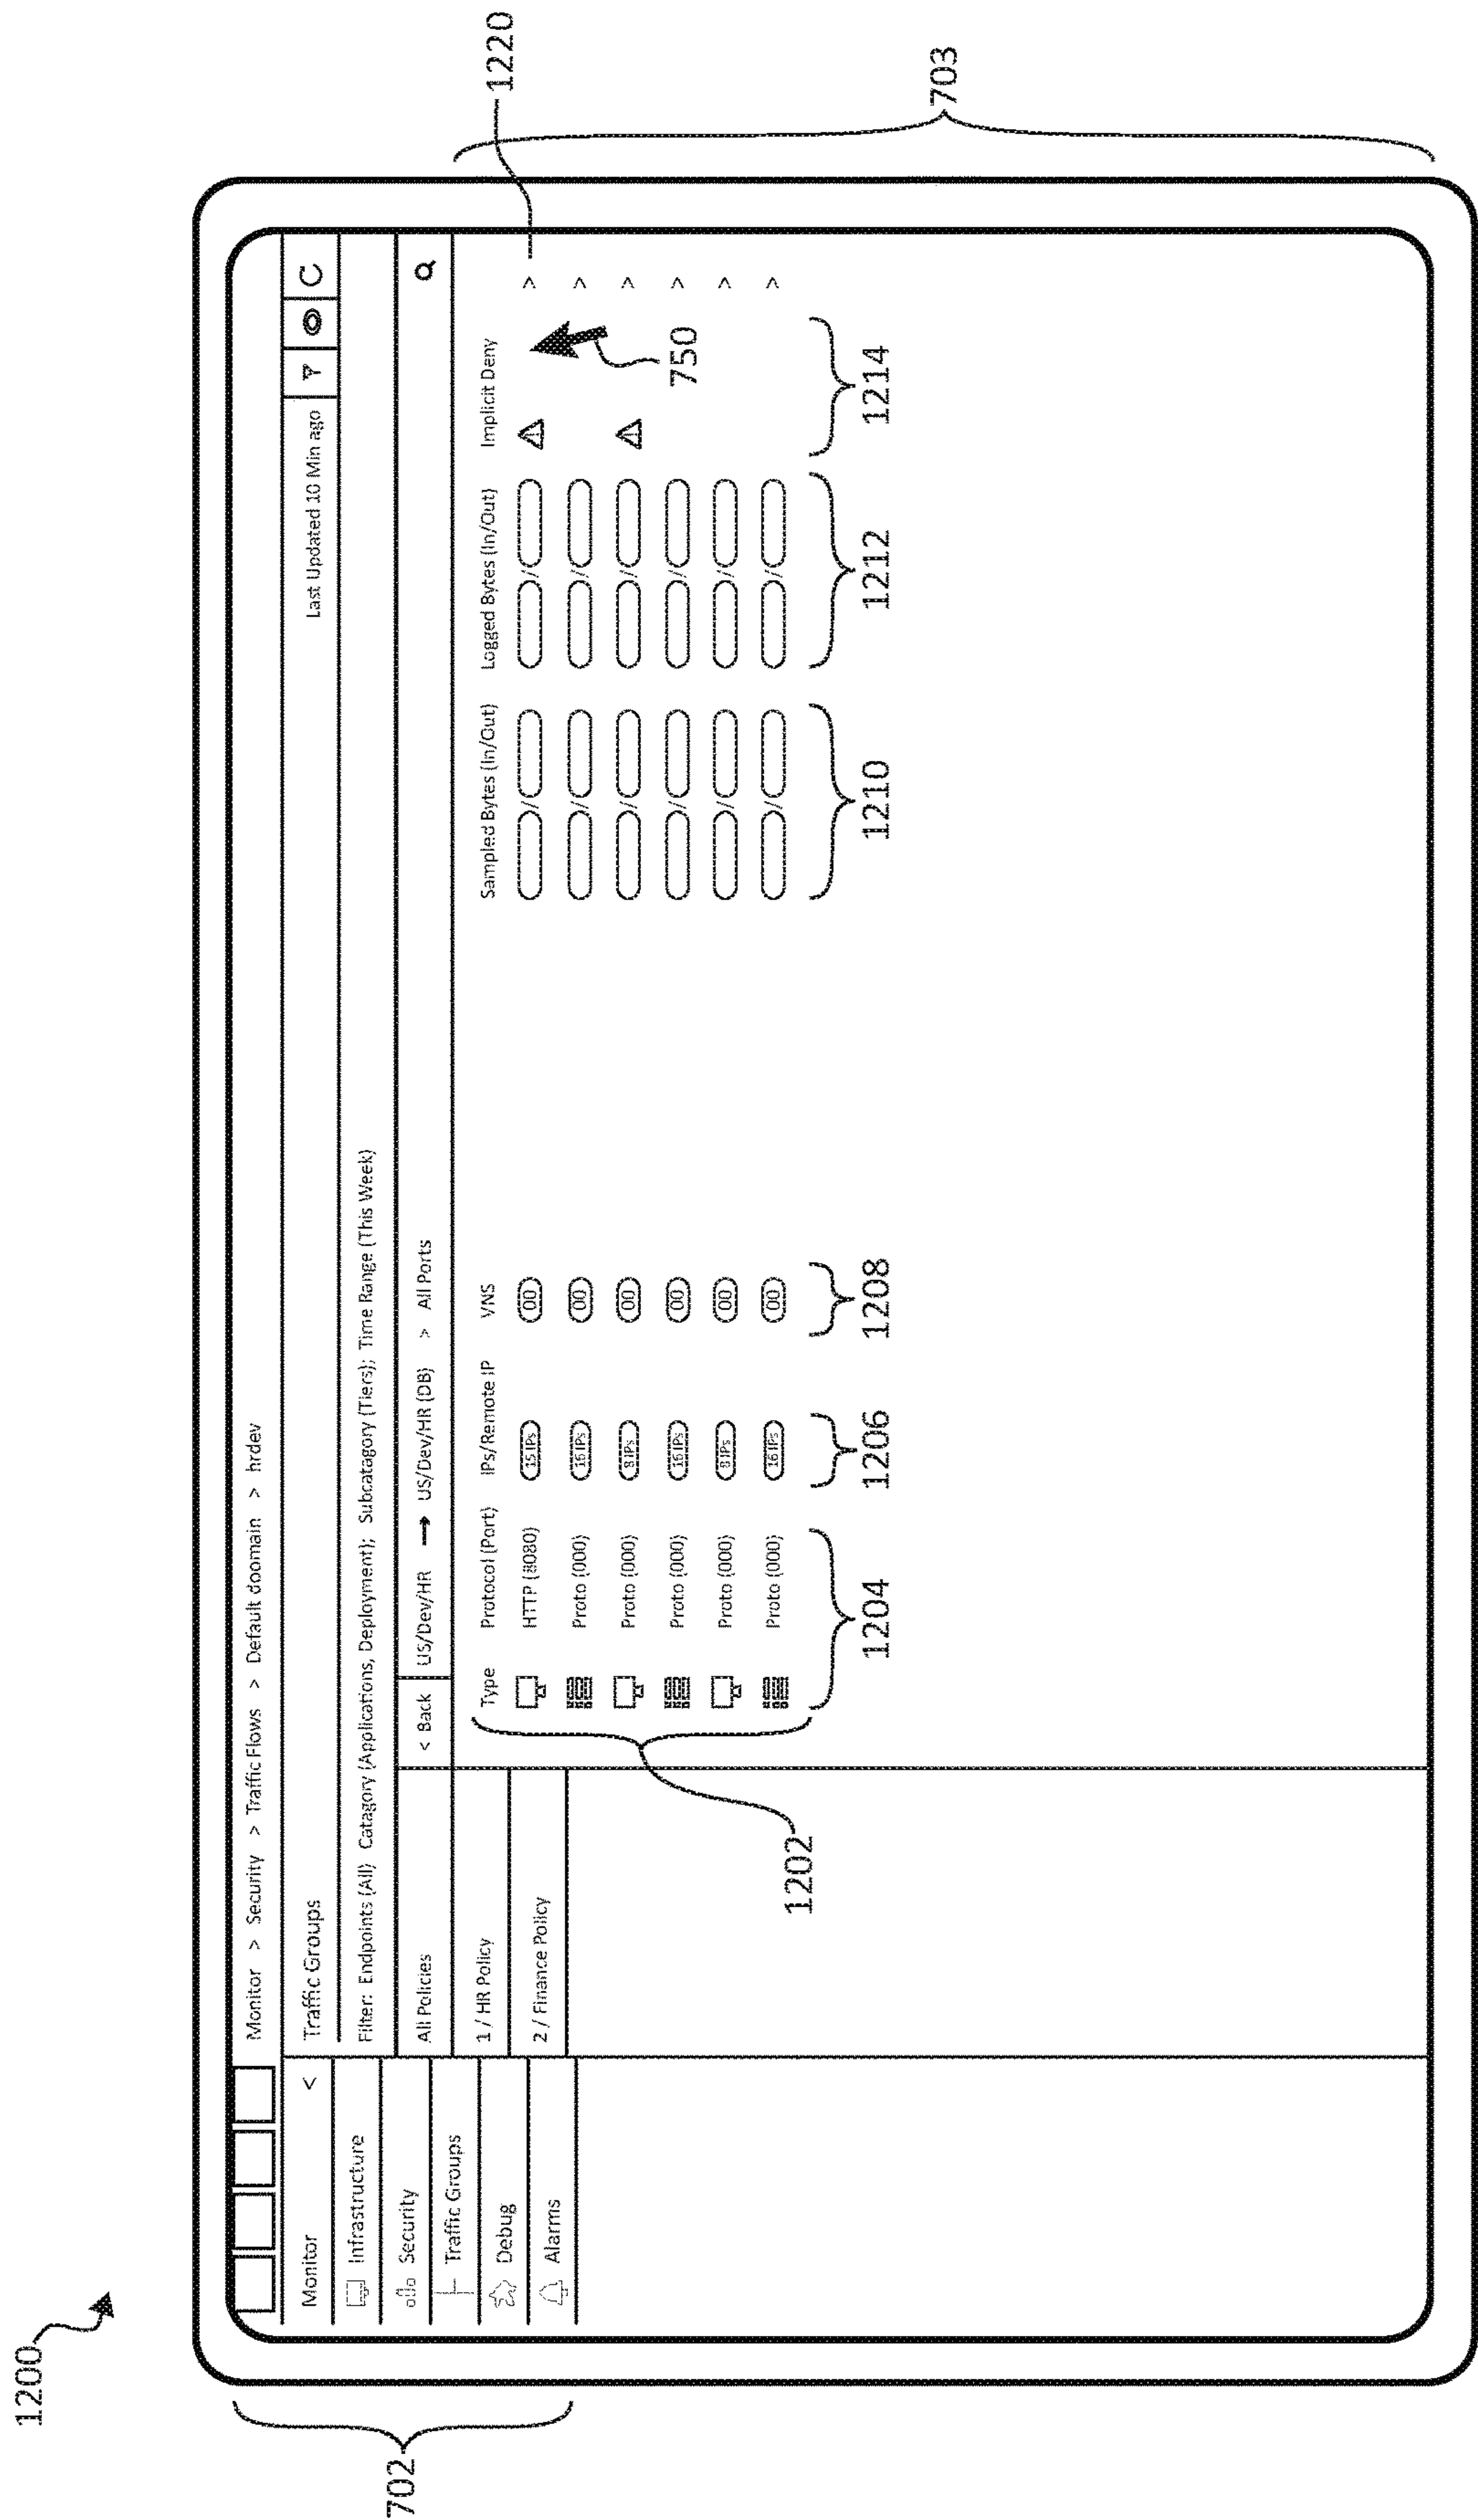 1200
702
Monitor > Security > Traffic Flows > Default doomain > hrdev
Monitor <
Traffic Groups
Last Updated 10 Min ago
Infrastructure
Filter: Endpoints (All) Catagory (Applications, Deployment); Subcatagory (Tiers); Time Range (This Week)
Security
All Policies
< Back US/Dev/HR → US/Dev/HR (DB) > All Ports
Traffic Groups
1 / HR Policy
Debug
2 / Finance Policy
Alarms
Type Protocol (Port) IPs/Remote IP VNS Sampled Bytes (In/Out) Logged Bytes (In/Out) Implicit Deny
HTTP (8080) 15 IPs 00 / / >
Proto (000) 16 IPs 00 / / >
Proto (000) 8 IPs 00 / / >
Proto (000) 16 IPs 00 / / >
Proto (000) 8 IPs 00 / / >
Proto (000) 16 IPs 00 / / >
1220
703
750
1202
1204
1206
1208
1210
1212
1214